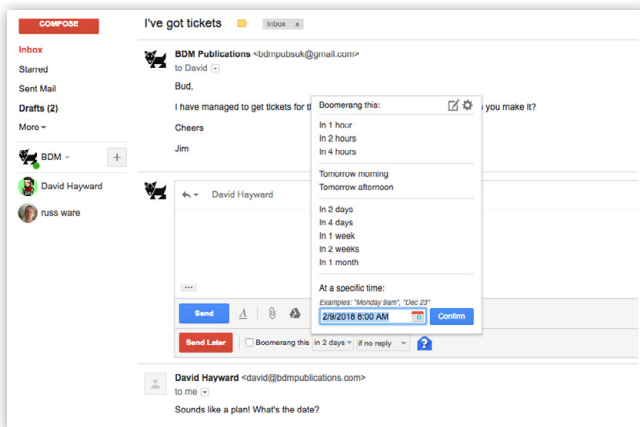 COMPOSE
Inbox
Starred
Sent Mail
Drafts (2)
More
BDM
+
David Hayward
russ ware
I've got tickets
Inbox x
BDM Publications <bdmpubsuk@gmail.com>
to David
Bud,
I have managed to get tickets for th you make it?
Cheers
Jim
Boomerang this:
In 1 hour
In 2 hours
In 4 hours
Tomorrow morning
Tomorrow afternoon
In 2 days
In 4 days
In 1 week
In 2 weeks
In 1 month
At a specific time:
Examples: "Monday 9am", "Dec 23"
2/9/2018 8:00 AM
Confirm
David Hayward
...
Send A
Send Later Boomerang this in 2 days if no reply ?
David Hayward <david@bdmpublications.com>
to me
Sounds like a plan! What's the date?